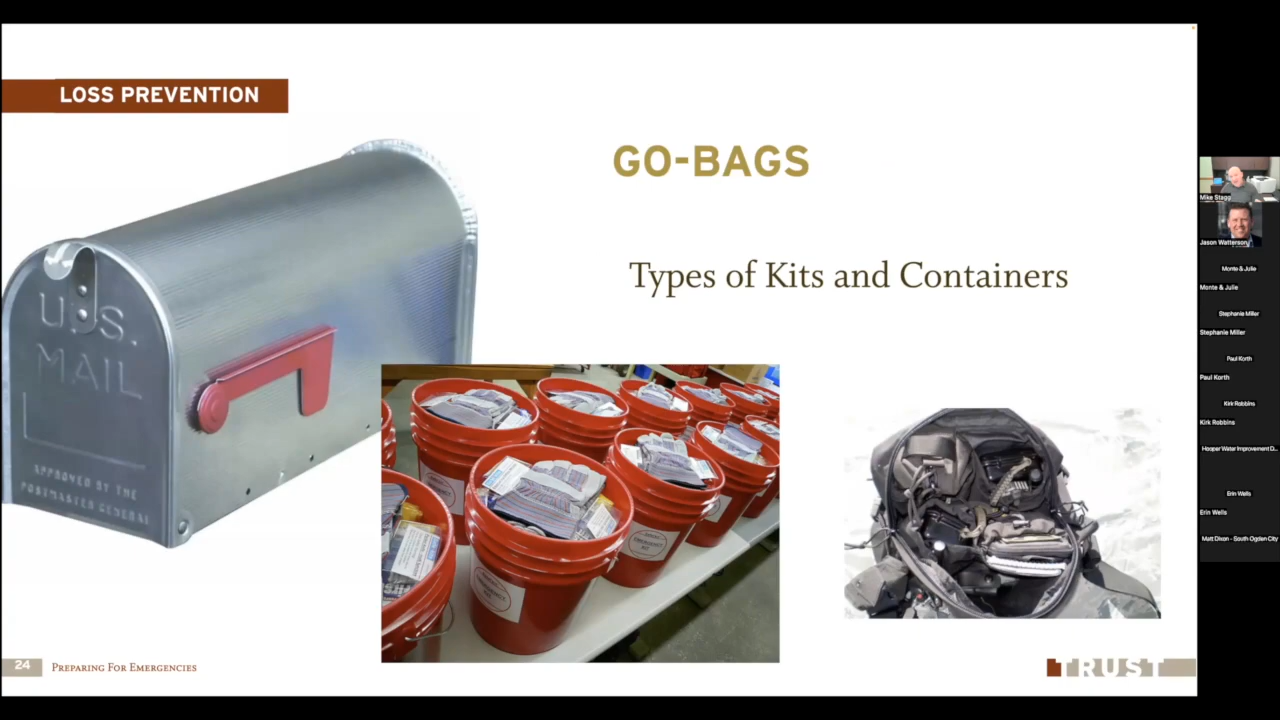 LOSS PREVENTION
GO-BAGS
Types of Kits and Containers
U.S.
MAIL
APPROVED BY THE
POSTMASTER GENERAL
EMERGENCY
KIT
24
PREPARING FOR EMERGENCIES
TRUST
Mike Stagg
Jason Watterson
Monte & Julie
Monte & Julie
Stephanie Miller
Stephanie Miller
Paul Korth
Paul Korth
Kirk Robbins
Kirk Robbins
Hooper Water Improvement D...
Erin Wells
Erin Wells
Matt Dixon - South Ogden City